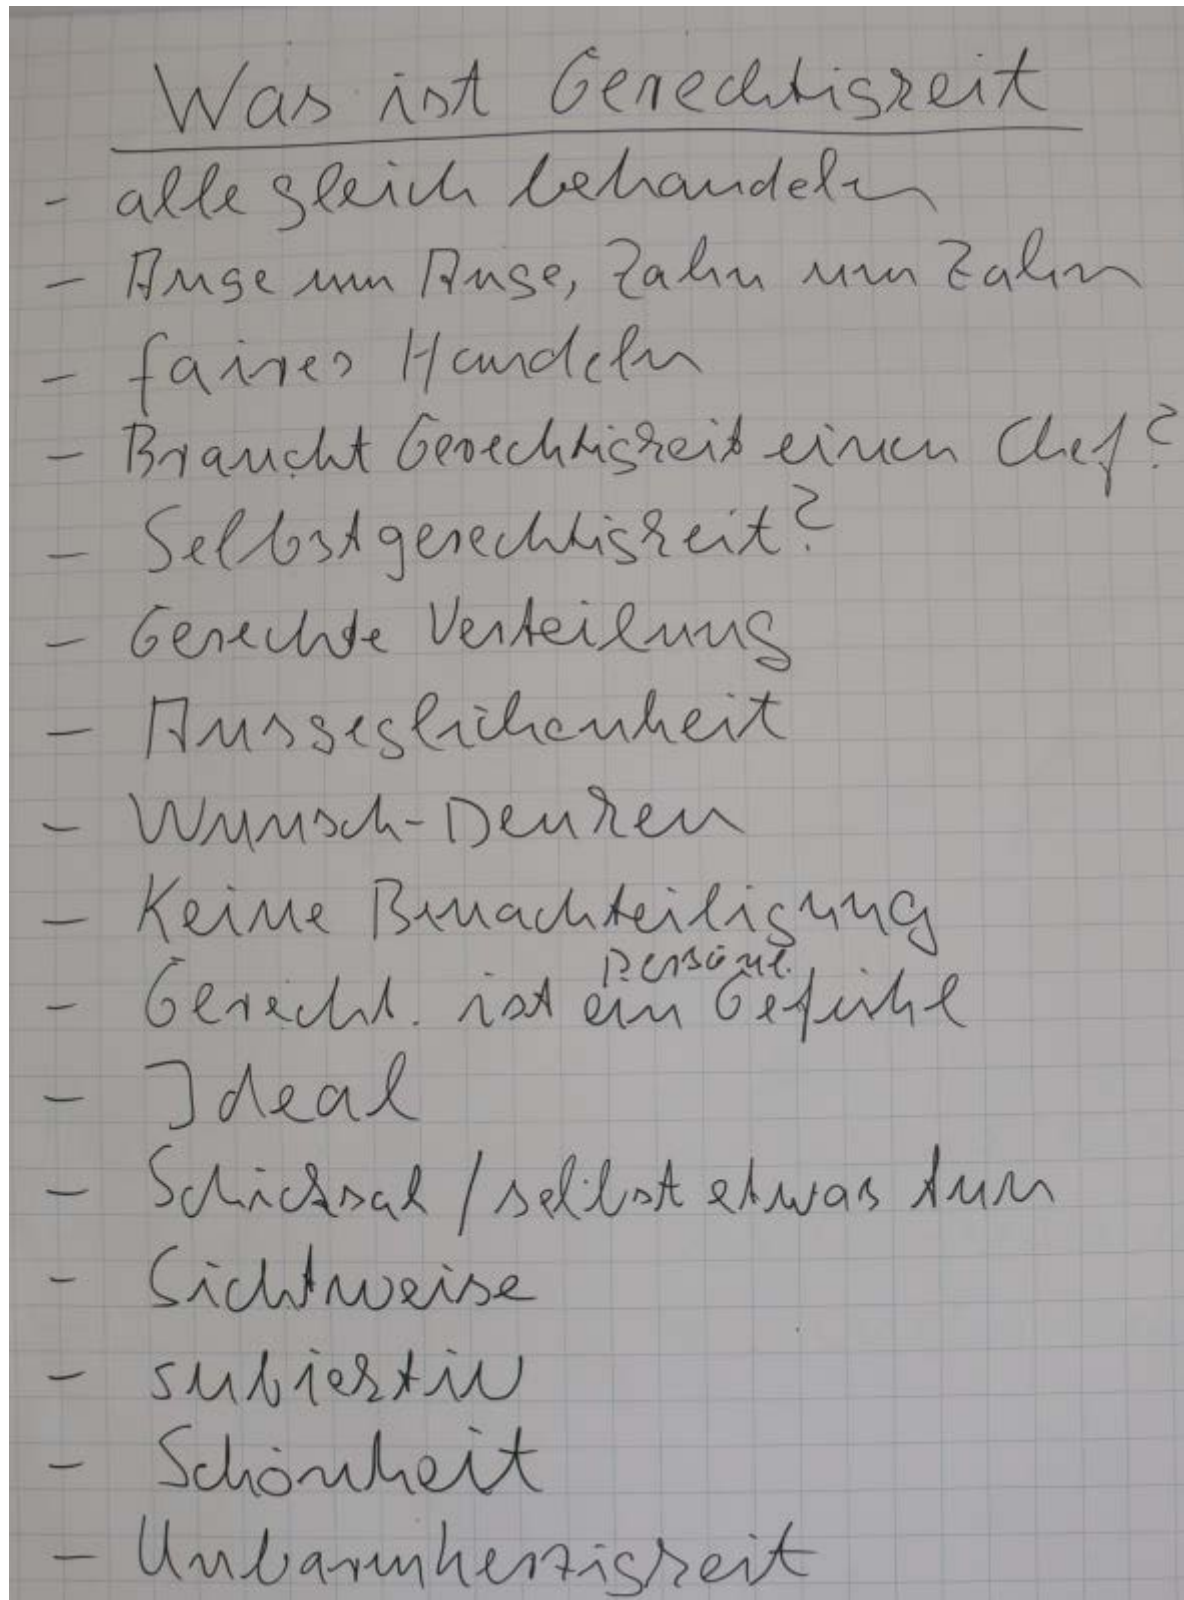 Was ist Gerechtigkeit
- alle gleich behandeln
- Auge um Auge, Zahn um Zahn
- faires Handeln
- Braucht Gerechtigkeit einen Chef?
- Selbstgerechtigkeit?
- Gerechte Verteilung
- Ausgeglichenheit
- Wunsch-Denken
- Keine Benachteiligung
persönl.
- Gerecht. ist ein Gefühl
- Ideal
- Schicksal / selbst etwas tun
- Sichtweise
- subjektiv
- Schönheit
- Unbarmherzigkeit